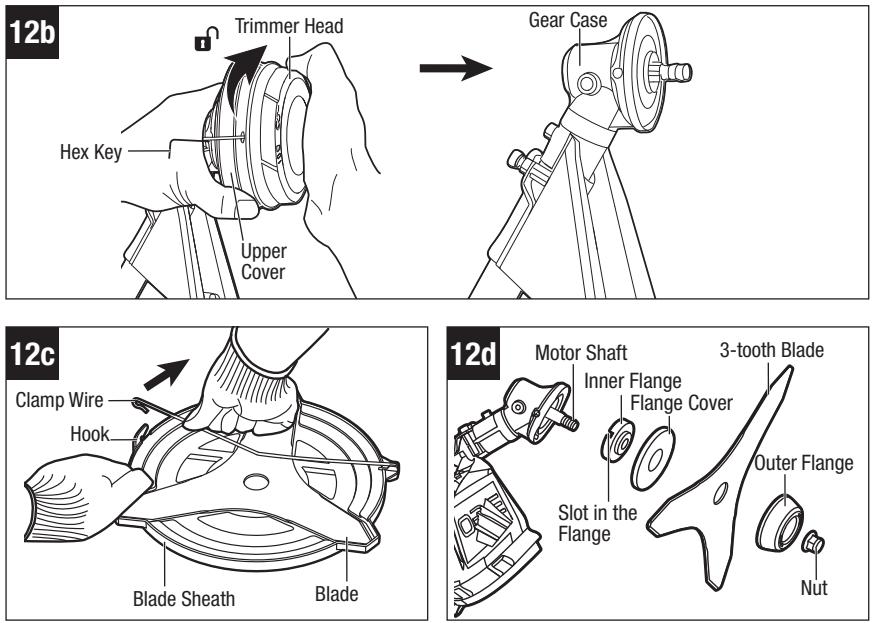 12b
Trimmer Head
Gear Case
Hex Key
Upper
Cover
12c
Clamp Wire
Hook
Blade Sheath
Blade
12d
Motor Shaft
3-tooth Blade
Inner Flange
Flange Cover
Outer Flange
Slot in the
Flange
Nut